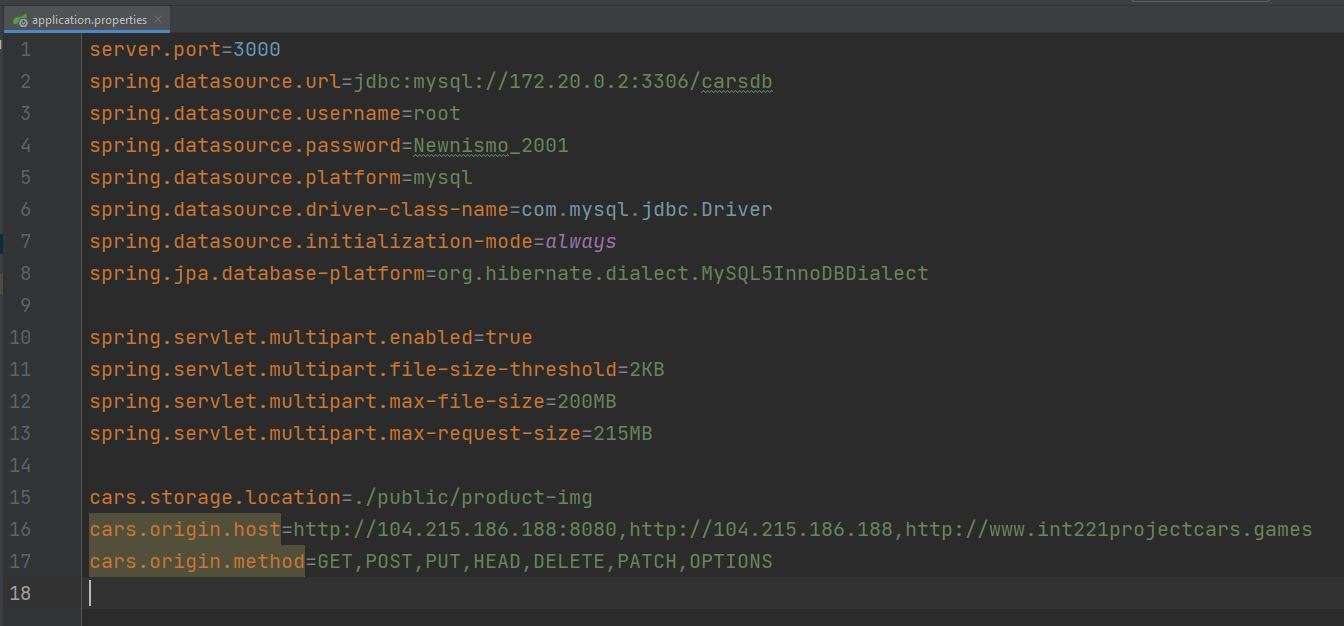 application.properties
1 server.port=3000
2 spring.datasource.url=jdbc:mysql://172.20.0.2:3306/carsdb
3 spring.datasource.username=root
4 spring.datasource.password=Newnismo_2001
5 spring.datasource.platform=mysql
6 spring.datasource.driver-class-name=com.mysql.jdbc.Driver
7 spring.datasource.initialization-mode=always
8 spring.jpa.database-platform=org.hibernate.dialect.MySQL5InnoDBDialect
9
10 spring.servlet.multipart.enabled=true
11 spring.servlet.multipart.file-size-threshold=2KB
12 spring.servlet.multipart.max-file-size=200MB
13 spring.servlet.multipart.max-request-size=215MB
14
15 cars.storage.location=./public/product-img
16 cars.origin.host=http://104.215.186.188:8080,http://104.215.186.188,http://www.int221projectcars.games
17 cars.origin.method=GET,POST,PUT,HEAD,DELETE,PATCH,OPTIONS
18